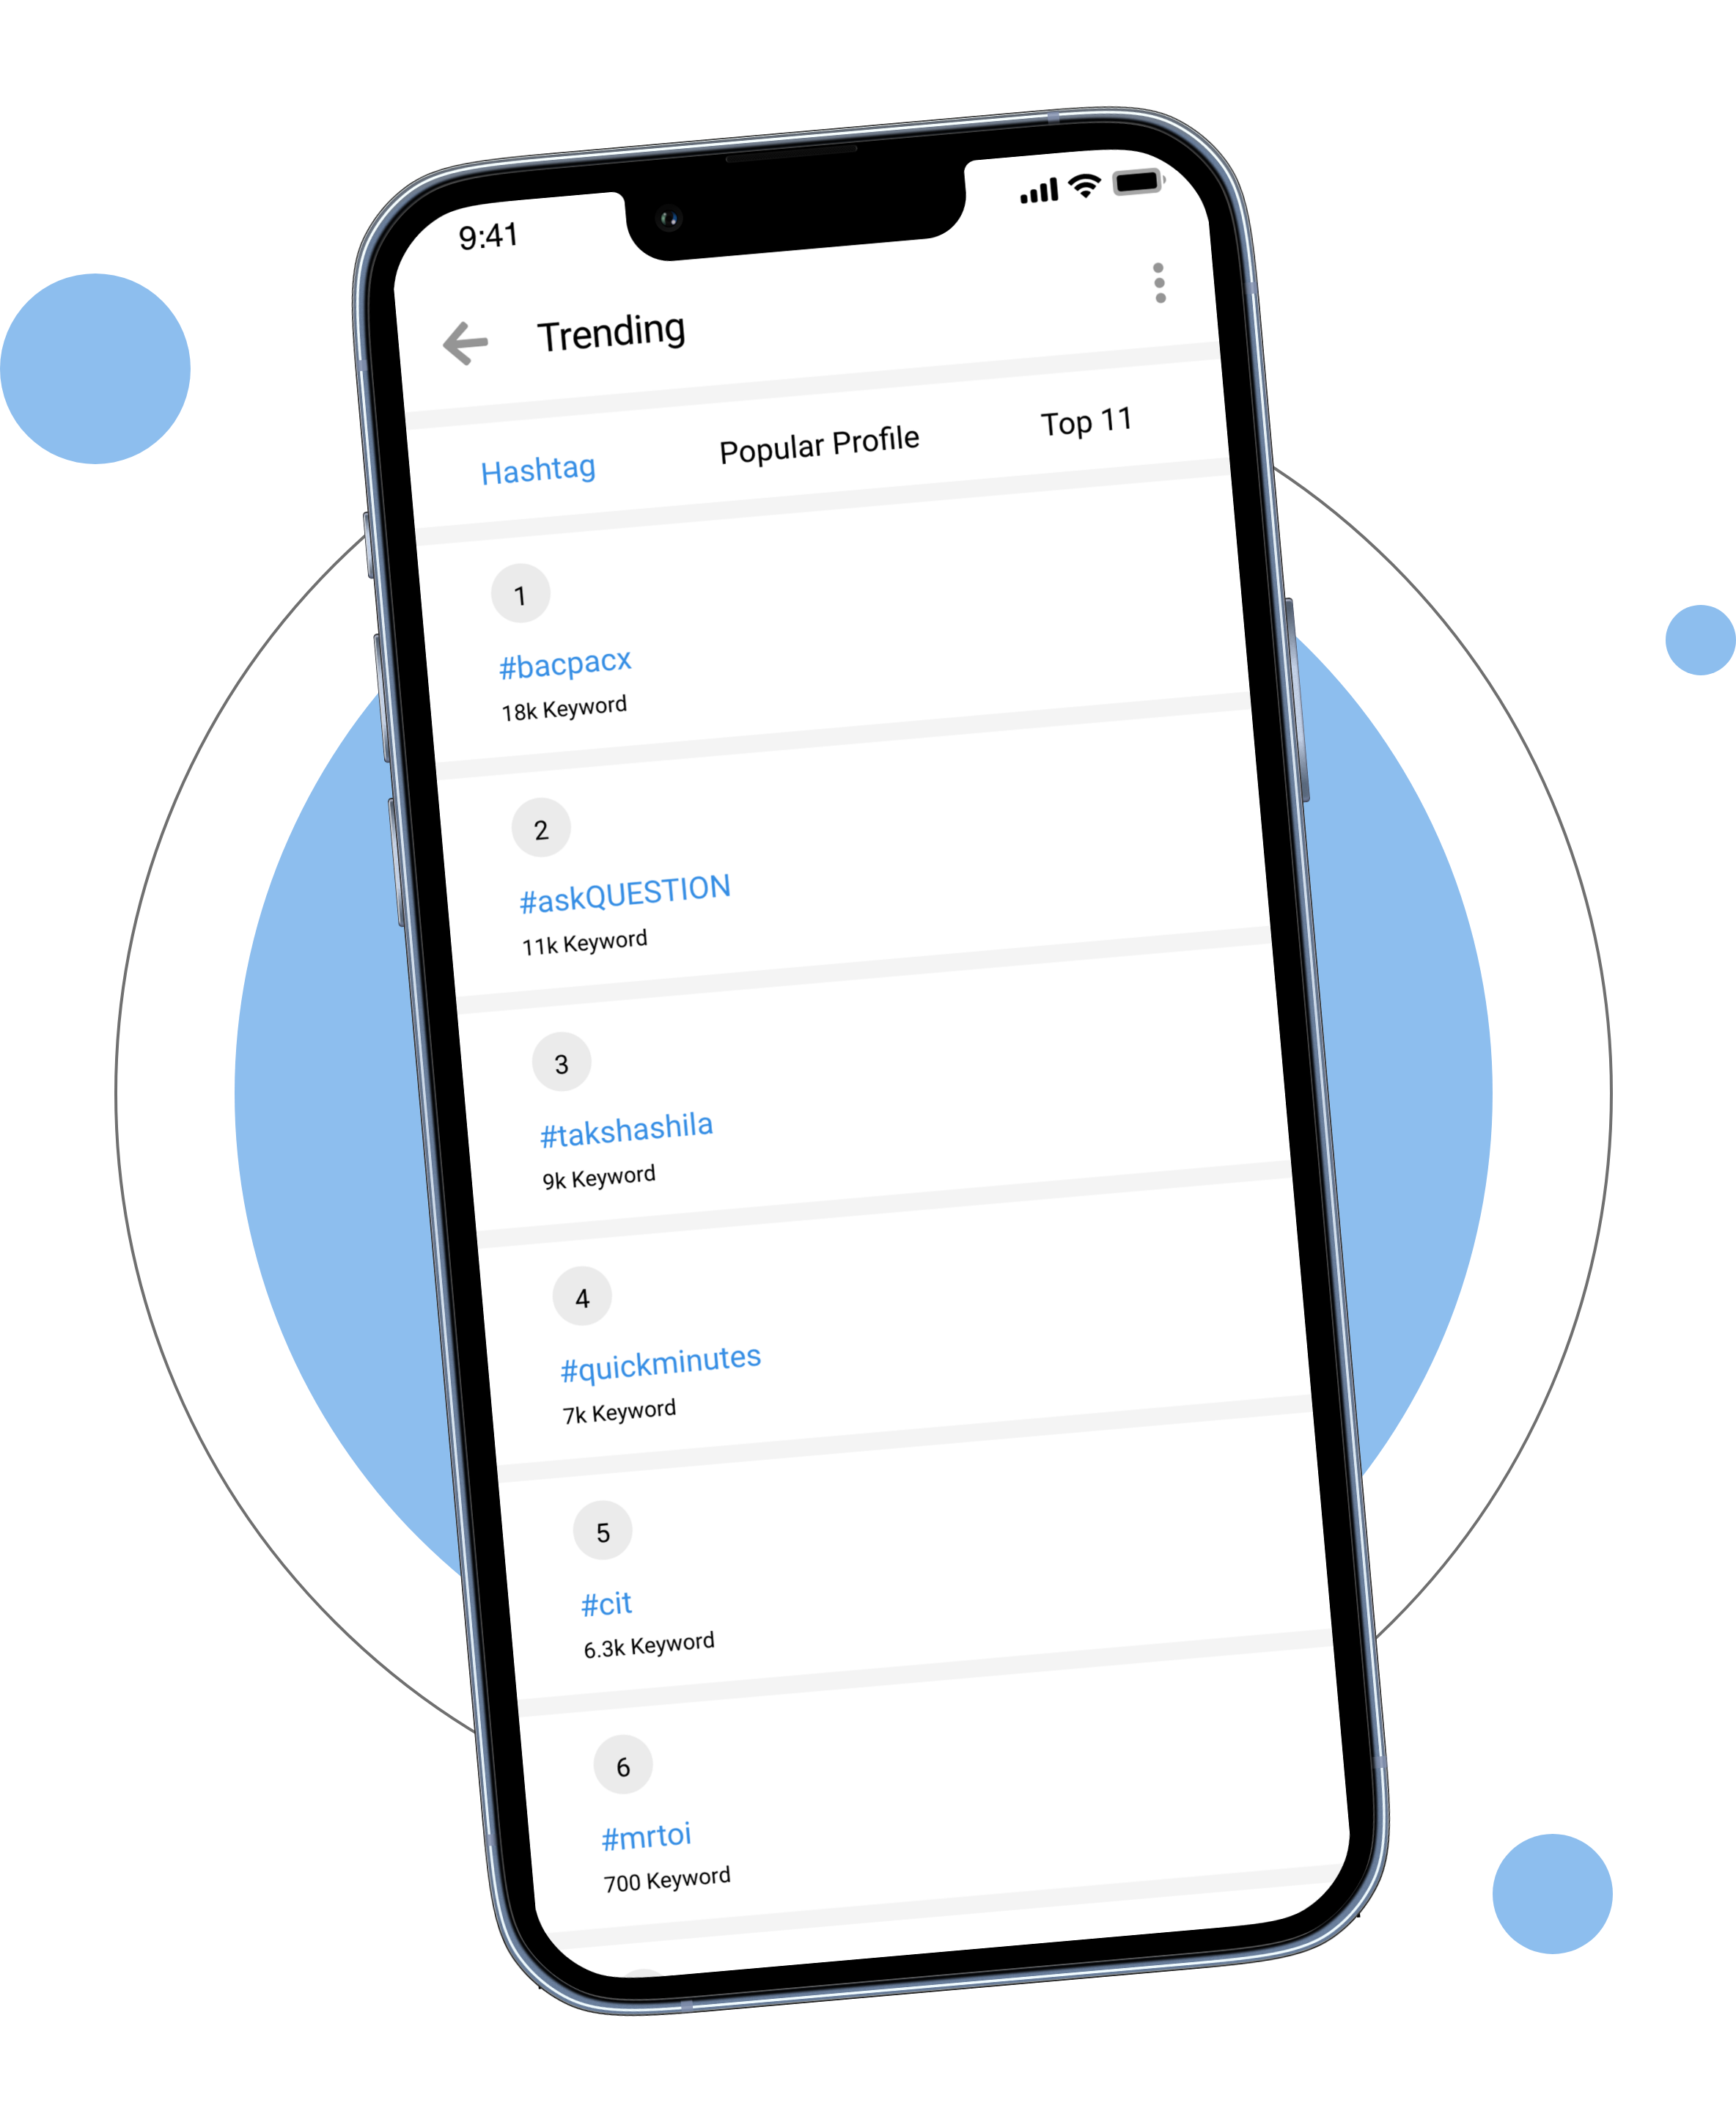 9:41
Trending
Hashtag Popular Profile Top 11
1
#bacpacx
18k Keyword
2
#askQUESTION
11k Keyword
3
#takshashila
9k Keyword
4
#quickminutes
7k Keyword
5
#cit
6.3k Keyword
6
#mrtoi
700 Keyword